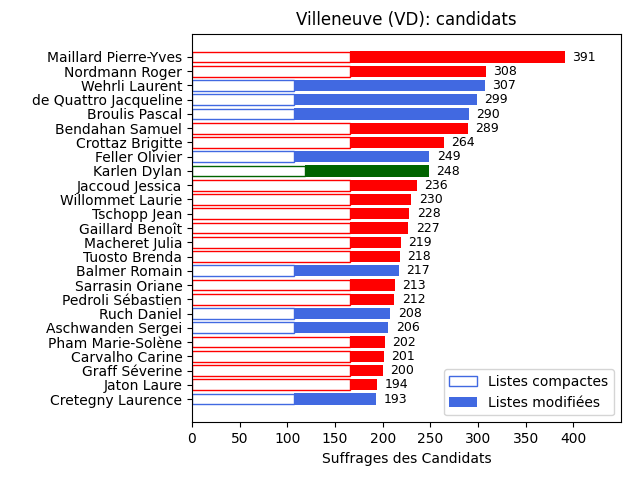 Villeneuve (VD): candidats
Maillard Pierre-Yves 391
Nordmann Roger 308
Wehrli Laurent 307
de Quattro Jacqueline 299
Broulis Pascal 290
Bendahan Samuel 289
Crottaz Brigitte 264
Feller Olivier 249
Karlen Dylan 248
Jaccoud Jessica 236
Willommet Laurie 230
Tschopp Jean 228
Gaillard Benoît 227
Macheret Julia 219
Tuosto Brenda 218
Balmer Romain 217
Sarrasin Oriane 213
Pedroli Sébastien 212
Ruch Daniel 208
Aschwanden Sergei 206
Pham Marie-Solène 202
Carvalho Carine 201
Graff Séverine 200
Jaton Laure 194
Cretegny Laurence 193
Listes compactes
Listes modifiées
0 50 100 150 200 250 300 350 400
Suffrages des Candidats